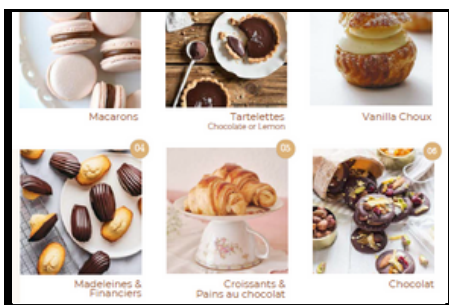 Macarons
Tartelettes
Chocolate or Lemon
Vanilla Choux
04
05
06
Madeleines &
Financiers
Croissants &
Pains au chocolat
Chocolat